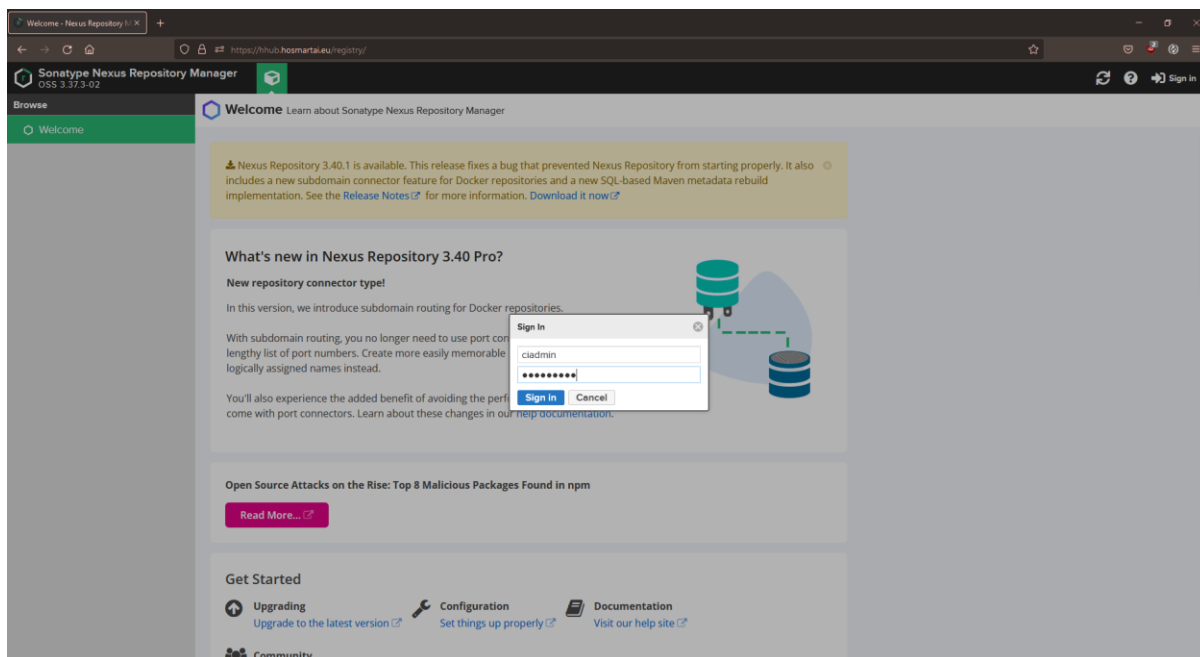 Welcome - Nexus Repository M
https://hhub.hosmartai.eu/registry/
Sonatype Nexus Repository Manager
OSS 3.37.3-02
Sign in
Browse
Welcome
Welcome Learn about Sonatype Nexus Repository Manager
Nexus Repository 3.40.1 is available. This release fixes a bug that prevented Nexus Repository from starting properly. It also
includes a new subdomain connector feature for Docker repositories and a new SQL-based Maven metadata rebuild
implementation. See the Release Notes for more information. Download it now
What's new in Nexus Repository 3.40 Pro?
New repository connector type!
In this version, we introduce subdomain routing for Docker repositories.
With subdomain routing, you no longer need to use port con
lengthy list of port numbers. Create more easily memorable
logically assigned names instead.
You'll also experience the added benefit of avoiding the perf
come with port connectors. Learn about these changes in our help documentation.
Sign In
ciadmin
•••••••••
Sign in Cancel
Open Source Attacks on the Rise: Top 8 Malicious Packages Found in npm
Read More...
Get Started
Upgrading
Upgrade to the latest version
Configuration
Set things up properly
Documentation
Visit our help site
Community